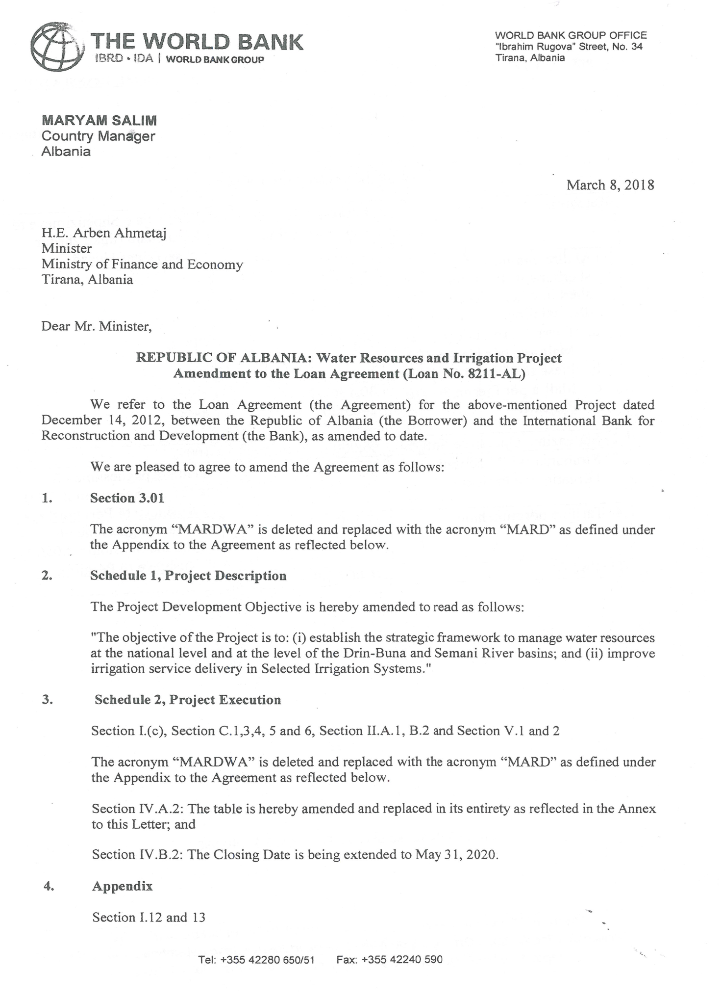 THE WORLD BANK
IBRD • IDA | WORLD BANK GROUP
WORLD BANK GROUP OFFICE
"Ibrahim Rugova" Street, No. 34
Tirana, Albania
MARYAM SALIM
Country Manager
Albania
March 8, 2018
H.E. Arben Ahmetaj
Minister
Ministry of Finance and Economy
Tirana, Albania
Dear Mr. Minister,
REPUBLIC OF ALBANIA: Water Resources and Irrigation Project
Amendment to the Loan Agreement (Loan No. 8211-AL)
We refer to the Loan Agreement (the Agreement) for the above-mentioned Project dated
December 14, 2012, between the Republic of Albania (the Borrower) and the International Bank for
Reconstruction and Development (the Bank), as amended to date.
We are pleased to agree to amend the Agreement as follows:
1. Section 3.01
The acronym “MARDWA” is deleted and replaced with the acronym “MARD” as defined under
the Appendix to the Agreement as reflected below.
2. Schedule 1, Project Description
The Project Development Objective is hereby amended to read as follows:
"The objective of the Project is to: (i) establish the strategic framework to manage water resources
at the national level and at the level of the Drin-Buna and Semani River basins; and (ii) improve
irrigation service delivery in Selected Irrigation Systems."
3. Schedule 2, Project Execution
Section I.(c), Section C.1,3,4, 5 and 6, Section II.A.1, B.2 and Section V.1 and 2
The acronym “MARDWA” is deleted and replaced with the acronym “MARD” as defined under
the Appendix to the Agreement as reflected below.
Section IV.A.2: The table is hereby amended and replaced in its entirety as reflected in the Annex
to this Letter; and
Section IV.B.2: The Closing Date is being extended to May 31, 2020.
4. Appendix
Section I.12 and 13
Tel: +355 42280 650/51 Fax: +355 42240 590